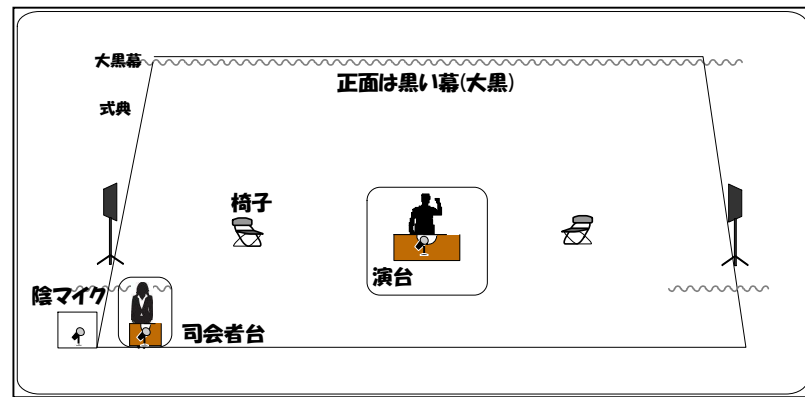 大黒幕
正面は黒い幕(大黒)
式典
椅子
演台
陰マイク
司会者台